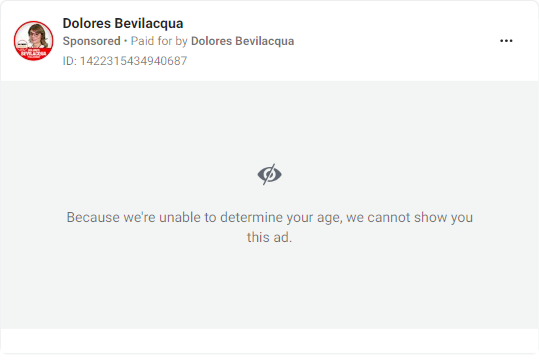 Dolores Bevilacqua
Sponsored • Paid for by Dolores Bevilacqua
ID: 1422315434940687
BEVILACQUA
Because we're unable to determine your age, we cannot show you
this ad.